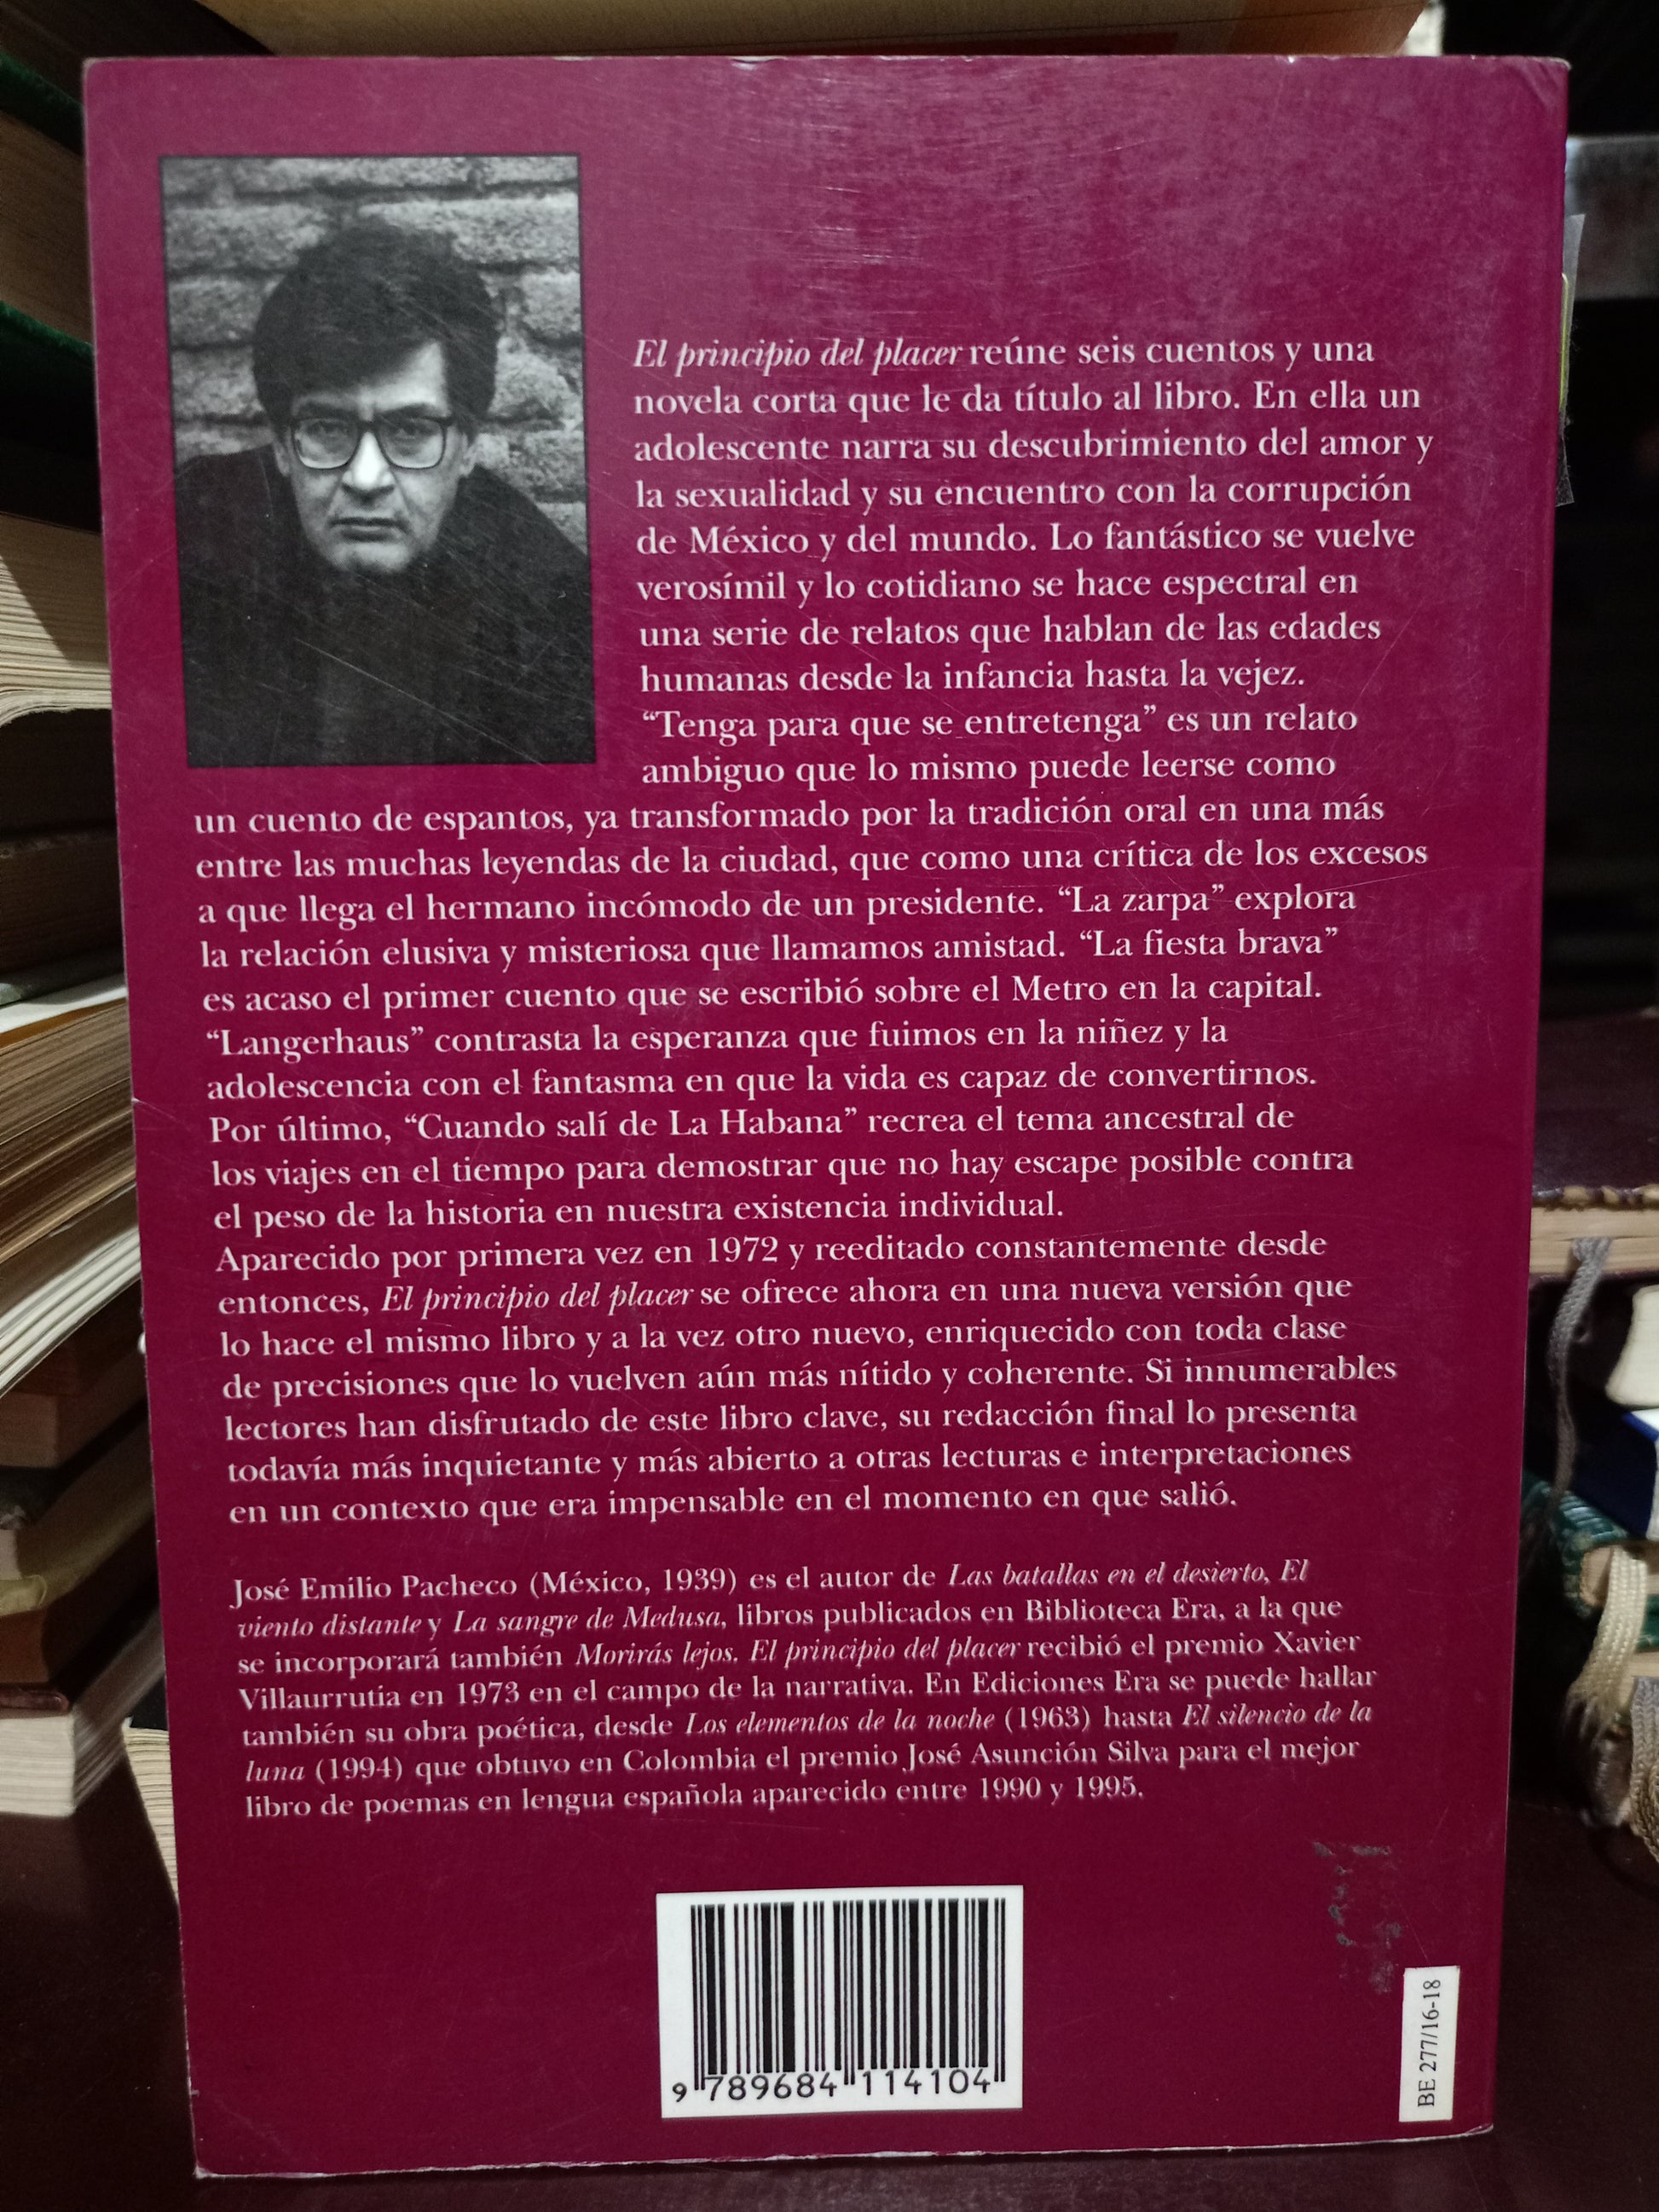 El principio del placer reúne seis cuentos y una
novela corta que le da título al libro. En ella un
adolescente narra su descubrimiento del amor y
la sexualidad y su encuentro con la corrupción
de México y del mundo. Lo fantástico se vuelve
verosímil y lo cotidiano se hace espectral en
una serie de relatos que hablan de las edades
humanas desde la infancia hasta la vejez.
“Tenga para que se entretenga” es un relato
ambiguo que lo mismo puede leerse como
un cuento de espantos, ya transformado por la tradición oral en una más
entre las muchas leyendas de la ciudad, que como una crítica de los excesos
a que llega el hermano incómodo de un presidente. “La zarpa” explora
la relación elusiva y misteriosa que llamamos amistad. “La fiesta brava”
es acaso el primer cuento que se escribió sobre el Metro en la capital.
“Langerhaus” contrasta la esperanza que fuimos en la niñez y la
adolescencia con el fantasma en que la vida es capaz de convertirnos.
Por último, “Cuando salí de La Habana” recrea el tema ancestral de
los viajes en el tiempo para demostrar que no hay escape posible contra
el peso de la historia en nuestra existencia individual.
Aparecido por primera vez en 1972 y reeditado constantemente desde
entonces, El principio del placer se ofrece ahora en una nueva versión que
lo hace el mismo libro y a la vez otro nuevo, enriquecido con toda clase
de precisiones que lo vuelven aún más nítido y coherente. Si innumerables
lectores han disfrutado de este libro clave, su redacción final lo presenta
todavía más inquietante y más abierto a otras lecturas e interpretaciones
en un contexto que era impensable en el momento en que salió.
José Emilio Pacheco (México, 1939) es el autor de Las batallas en el desierto, El
viento distante y La sangre de Medusa, libros publicados en Biblioteca Era, a la que
se incorporará también Morirás lejos. El principio del placer recibió el premio Xavier
Villaurrutia en 1973 en el campo de la narrativa. En Ediciones Era se puede hallar
también su obra poética, desde Los elementos de la noche (1963) hasta El silencio de la
luna (1994) que obtuvo en Colombia el premio José Asunción Silva para el mejor
libro de poemas en lengua española aparecido entre 1990 y 1995.
9 789684 114104
BE 277/16-18